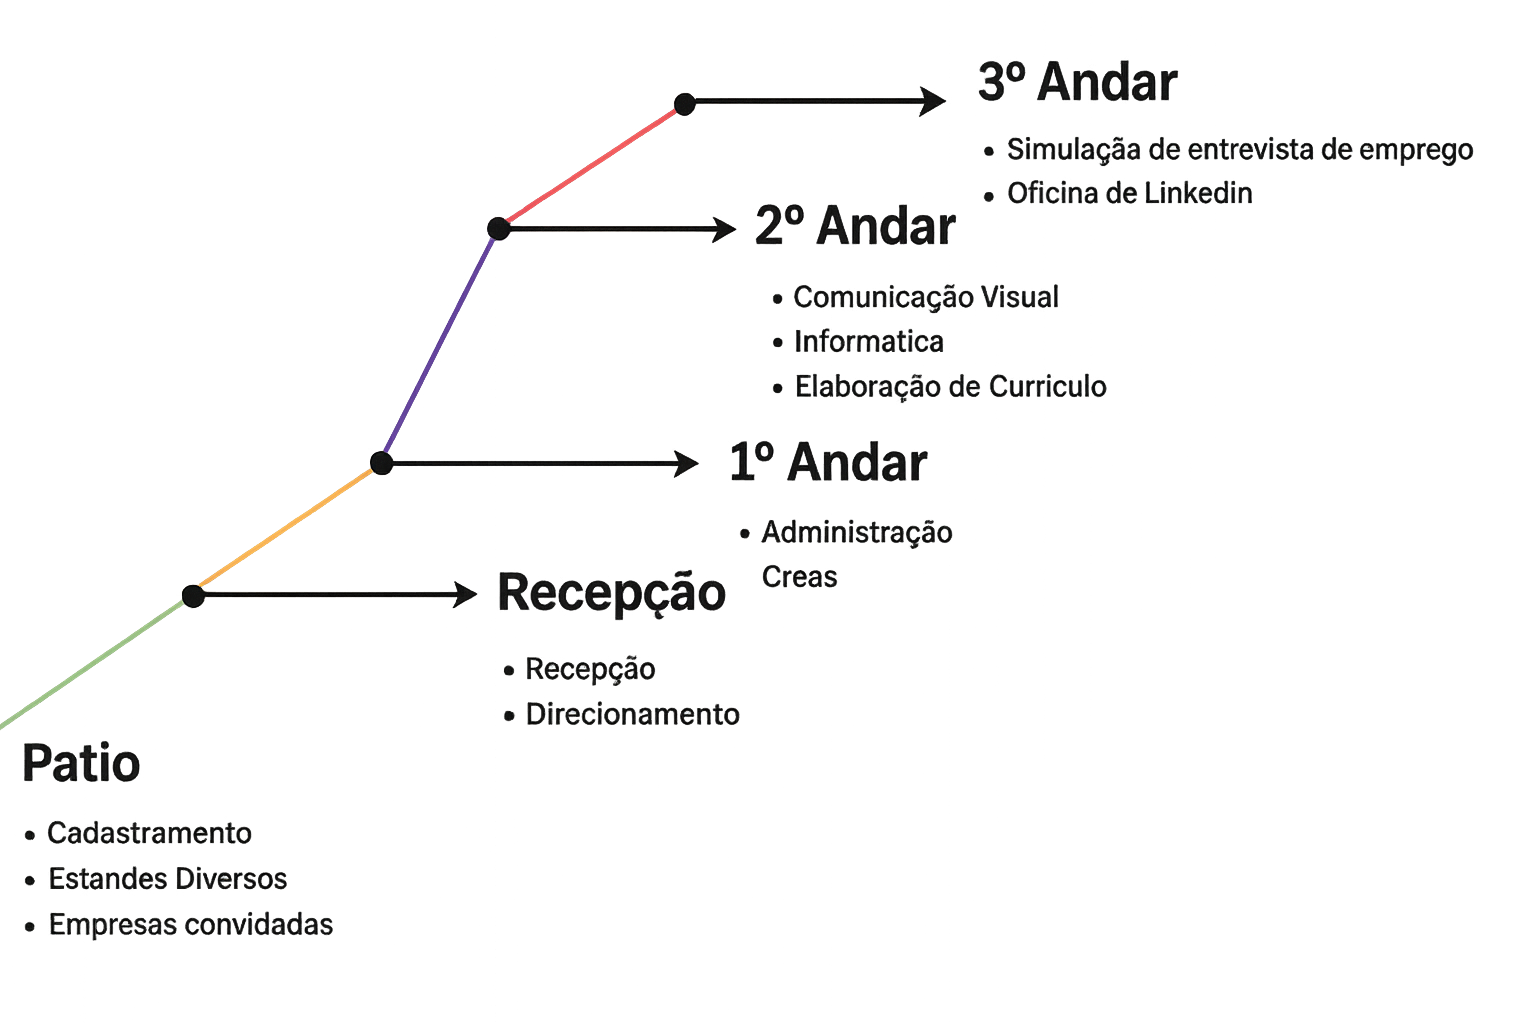 3º Andar
• Simulaçãa de entrevista de emprego
• Oficina de Linkedin
2º Andar
• Comunicação Visual
• Informatica
• Elaboração de Curriculo
1º Andar
• Administração
Creas
Recepção
• Recepção
• Direcionamento
Patio
• Cadastramento
• Estandes Diversos
• Empresas convidadas